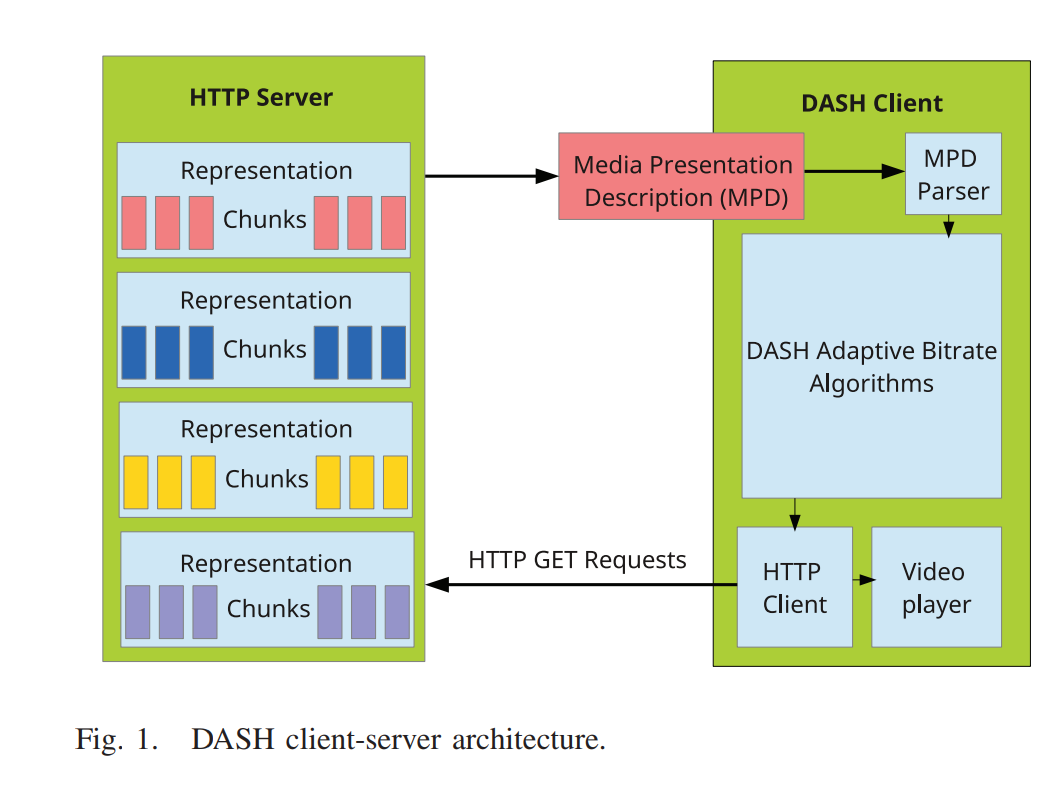 HTTP Server
Representation
Chunks
Representation
Chunks
Representation
Chunks
Representation
Chunks
Media Presentation
Description (MPD)
DASH Client
MPD
Parser
DASH Adaptive Bitrate
Algorithms
HTTP GET Requests
HTTP
Client
Video
player
Fig. 1. DASH client-server architecture.